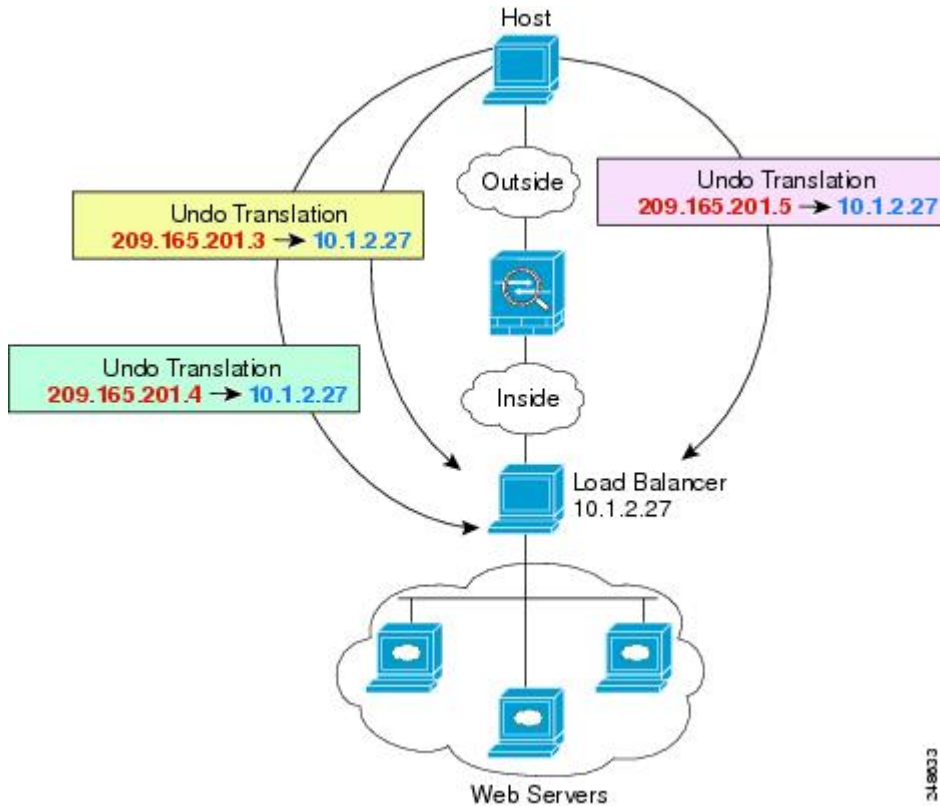 Host
Outside
Undo Translation
209.165.201.3 → 10.1.2.27
Undo Translation
209.165.201.5 → 10.1.2.27
Undo Translation
209.165.201.4 → 10.1.2.27
Inside
Load Balancer
10.1.2.27
Web Servers
248633